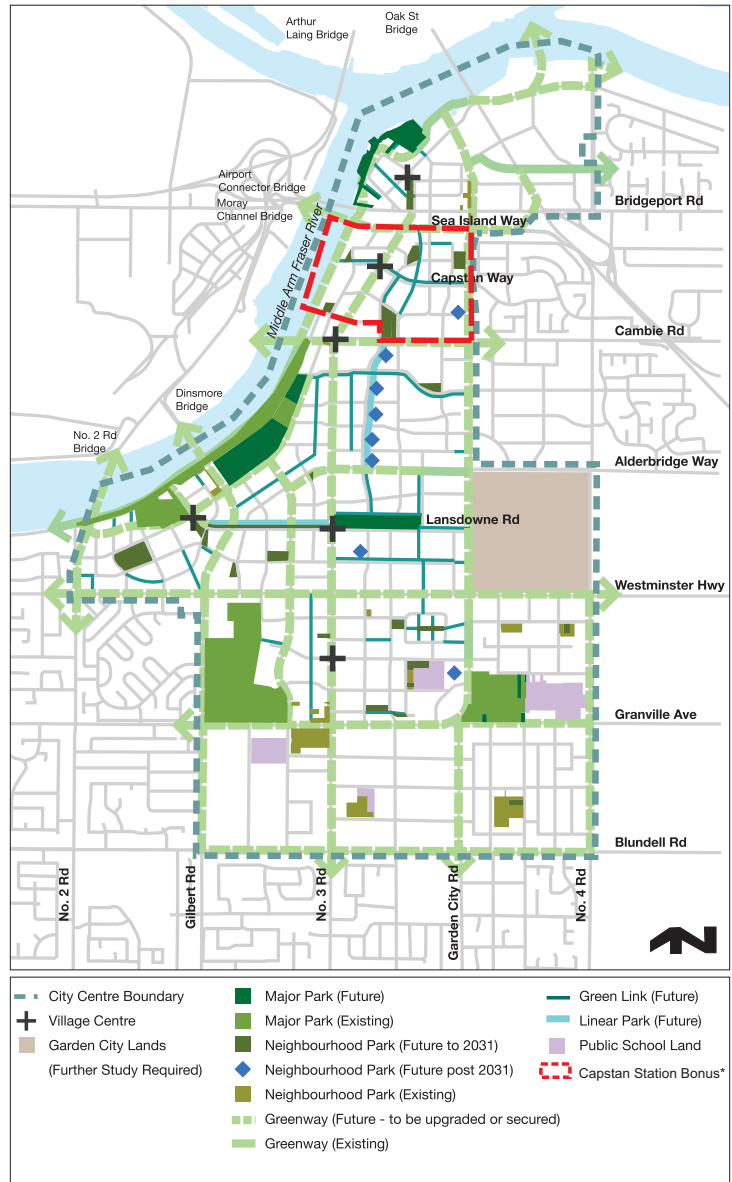 Arthur
Laing Bridge
Oak St
Bridge
Airport
Connector Bridge
Moray
Channel Bridge
Bridgeport Rd
Sea Island Way
Middle Arm Fraser River
Capstan Way
Cambie Rd
Dinsmore
Bridge
No. 2 Rd
Bridge
Alderbridge Way
Lansdowne Rd
Westminster Hwy
Granville Ave
Blundell Rd
No. 2 Rd
Gilbert Rd
No. 3 Rd
Garden City Rd
No. 4 Rd
N
City Centre Boundary
Village Centre
Garden City Lands
(Further Study Required)
Major Park (Future)
Major Park (Existing)
Neighbourhood Park (Future to 2031)
Neighbourhood Park (Future post 2031)
Neighbourhood Park (Existing)
Greenway (Future - to be upgraded or secured)
Greenway (Existing)
Green Link (Future)
Linear Park (Future)
Public School Land
Capstan Station Bonus*